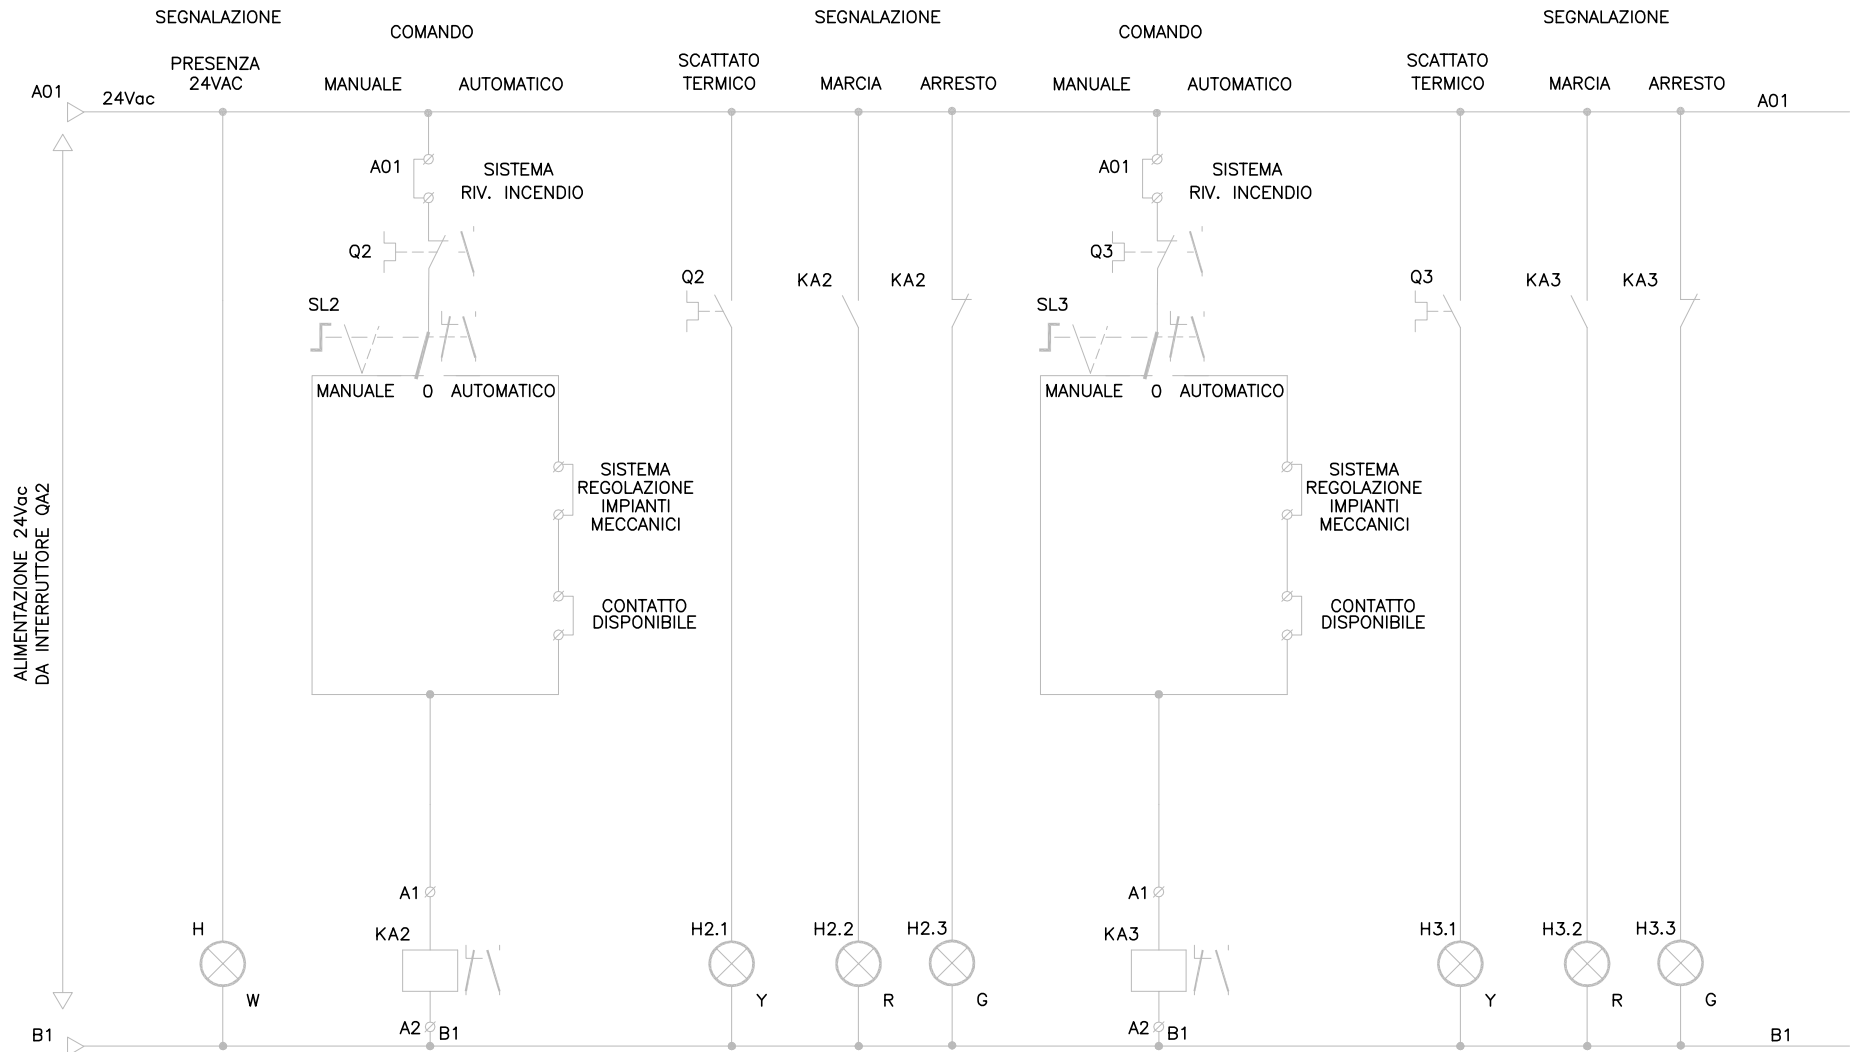 SEGNALAZIONE
SEGNALAZIONE
SEGNALAZIONE
COMANDO
COMANDO
PRESENZA
24VAC
MANUALE
AUTOMATICO
SCATTATO
TERMICO
MARCIA
ARRESTO
MANUALE
AUTOMATICO
SCATTATO
TERMICO
MARCIA
ARRESTO
A01
24Vac
A01
A01
SISTEMA
RIV. INCENDIO
A01
SISTEMA
RIV. INCENDIO
Q2
Q3
Q2
KA2
KA2
Q3
KA3
KA3
SL2
SL3
MANUALE
0
AUTOMATICO
MANUALE
0
AUTOMATICO
SISTEMA
REGOLAZIONE
IMPIANTI
MECCANICI
SISTEMA
REGOLAZIONE
IMPIANTI
MECCANICI
ALIMENTAZIONE 24Vac
DA INTERRUTTORE QA2
CONTATTO
DISPONIBILE
CONTATTO
DISPONIBILE
A1
A1
H
KA2
H2.1
H2.2
H2.3
KA3
H3.1
H3.2
H3.3
W
Y
R
G
Y
R
G
B1
A2
B1
A2
B1
B1